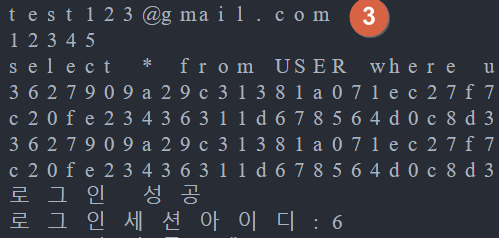 test123@gmail.com
3
12345
select * from USER where u
3627909a29c31381a071ec27f7
c20fe23436311d678564d0c8d3
3627909a29c31381a071ec27f7
c20fe23436311d678564d0c8d3
로그인 성공
로그인세션아이디:6